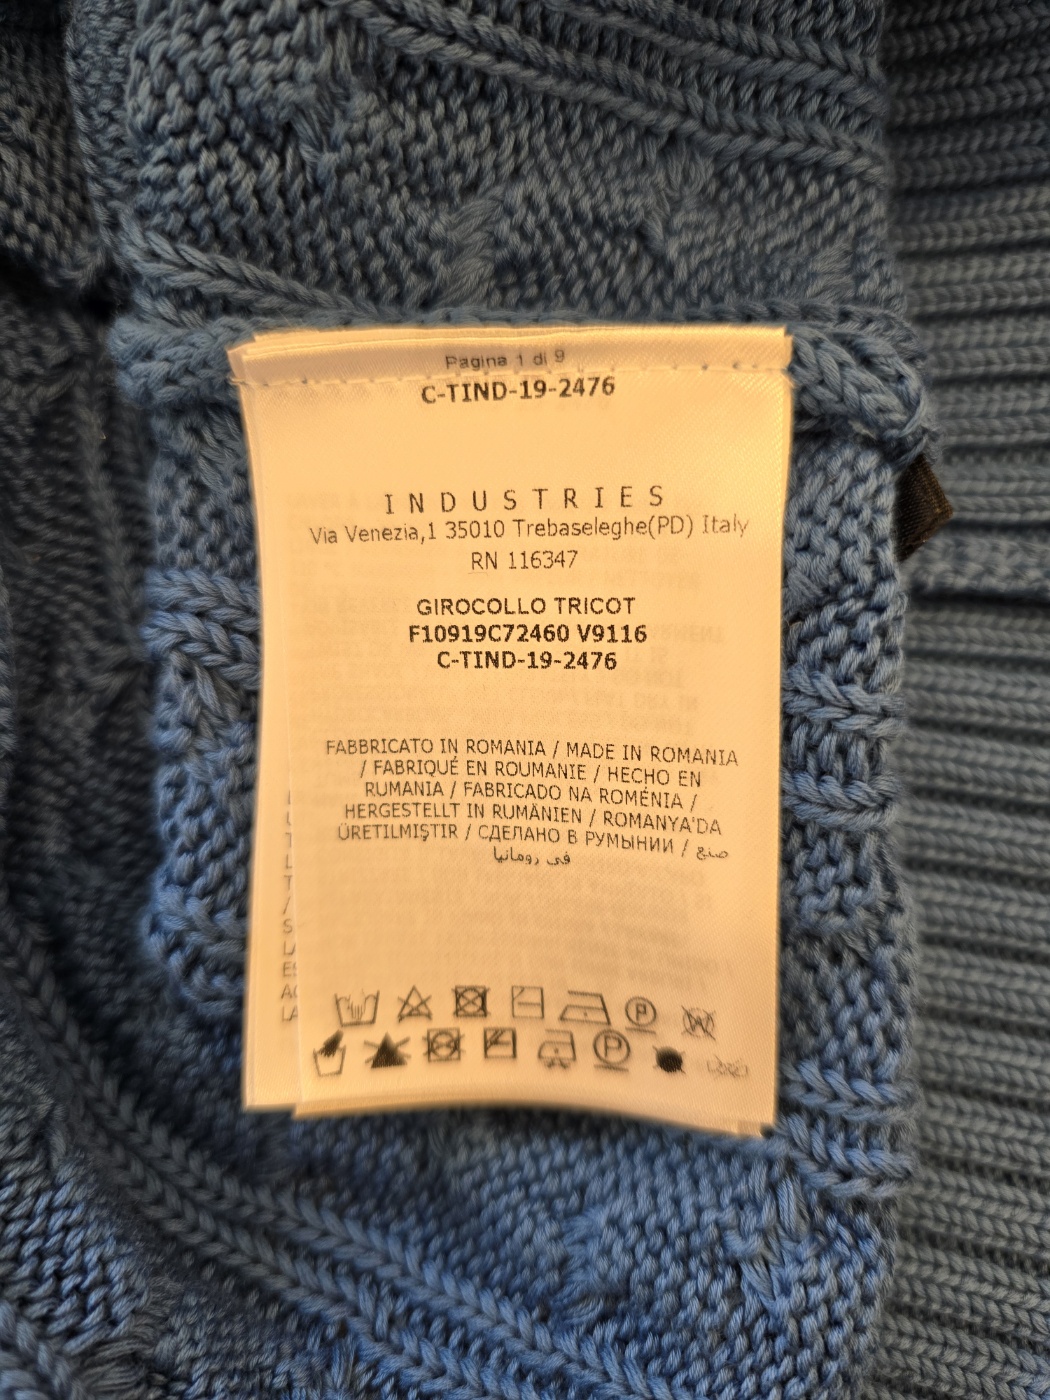 Pagina 1 di 9
C-TIND-19-2476
INDUSTRIES
Via Venezia,1 35010 Trebaseleghe(PD) Italy
RN 116347
GIROCOLLO TRICOT
F10919C72460 V9116
C-TIND-19-2476
FABBRICATO IN ROMANIA / MADE IN ROMANIA
/ FABRIQUÉ EN ROUMANIE / HECHO EN
RUMANIA / FABRICADO NA ROMÉNIA /
HERGESTELLT IN RUMÄNIEN / ROMANYA'DA
ÜRETILMIŞTIR / СДЕЛАНО В РУМЫНИИ / صنع
في رومانيا